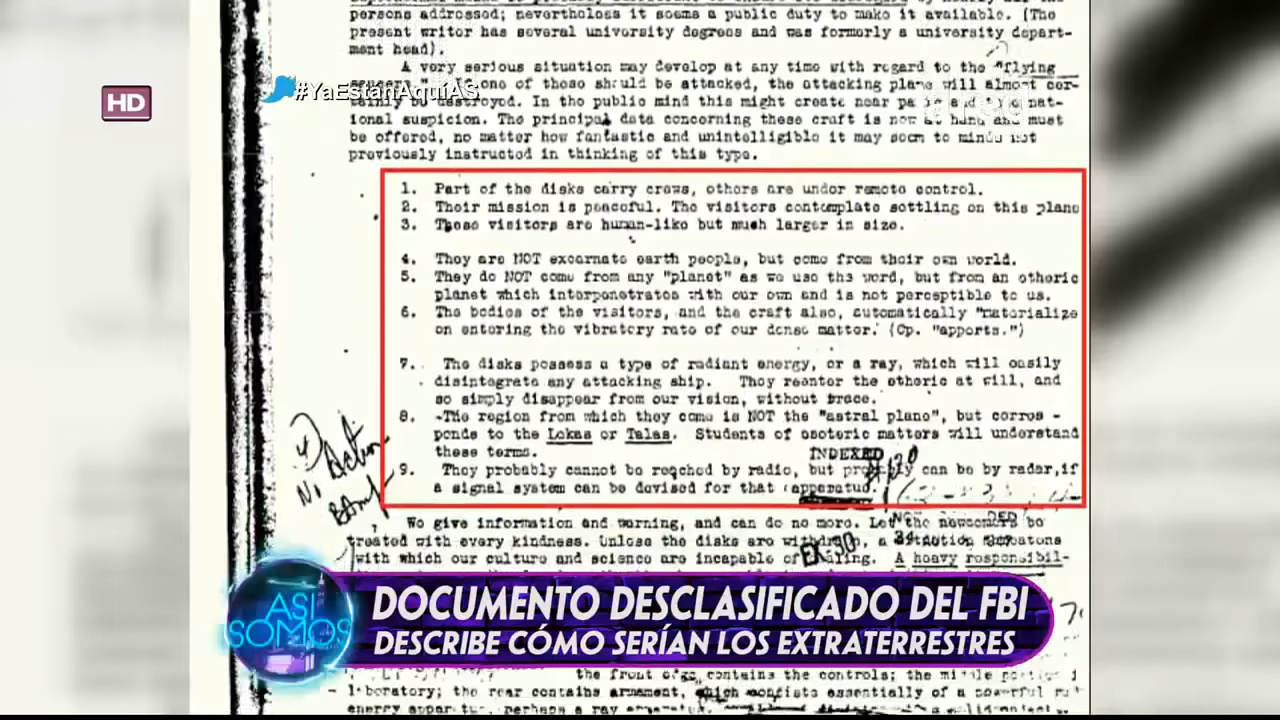 persons addressed; nevertheless it seems a public duty to make it available. (The
present writer has several university degrees and was formerly a university depart-
ment head).
A very serious situation may develop at any time with regard to the "flying
one of these should be attacked, the attacking plane will almost cer-
tainly be destroyed. In the public mind this might create near
ional suspicion. The principal data concerning these craft is now at hand and must
be offered, no matter how fantastic and unintelligible it may seem to minds not
previously instructed in thinking of this type.
HD
#YaEstánAquíAS
1. Part of the disks carry crews, others are under remote control.
2. Their mission is peaceful. The visitors contemplate settling on this plane
3. These visitors are human-like but much larger in size.
4. They are NOT excarnate earth people, but come from their own world.
5. They do NOT come from any "planet" as we use the word, but from an etheric
planet which interpenetrates with our own and is not perceptible to us.
6. The bodies of the visitors, and the craft also, automatically "materialize
on entering the vibratory rate of our dense matter. (Cp. "apports.")
7. The disks possess a type of radiant energy, or a ray, which will easily
disintegrate any attacking ship. They reenter the etheric at will, and
so simply disappear from our vision, without trace.
8. The region from which they come is NOT the "astral plane", but corres -
ponds to the Lokas or Talas. Students of esoteric matters will understand
these terms.
INDEXED
9. They probably cannot be reached by radio, but probably can be by radar, if
a signal system can be devised for that apparatus.
Action
We give information and warning, and can do no more. Let the newcomers be
treated with every kindness. Unless the disks are withdrawn, a
with which our culture and science are incapable of dealing. A heavy responsibil-
EX-30
ASI
SOMOS
DOCUMENTO DESCLASIFICADO DEL FBI
DESCRIBE CÓMO SERÍAN LOS EXTRATERRESTRES
the front contains the controls; the middle
laboratory; the rear contains armament, which consists essentially of a powerful
energy apparatus, perhaps a ray